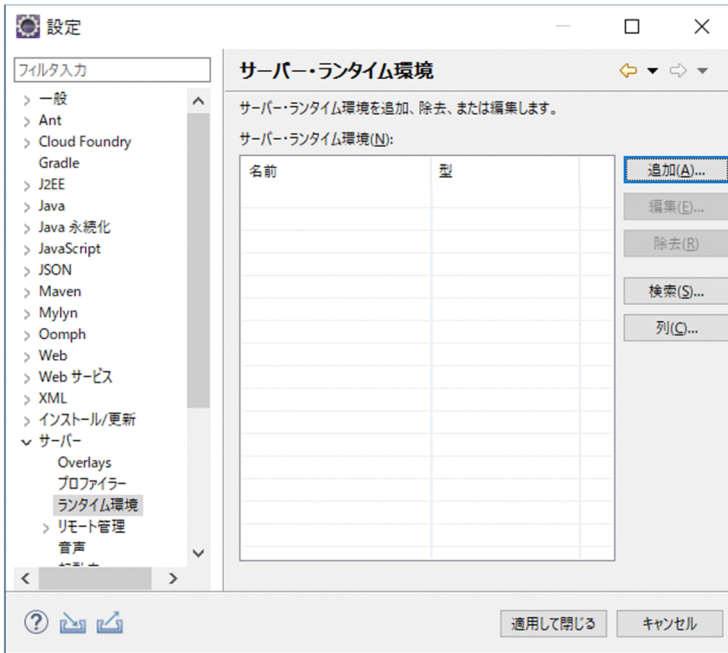 設定
フィルタ入力
一般
Ant
Cloud Foundry
Gradle
J2EE
Java
Java 永続化
JavaScript
JSON
Maven
Mylyn
Oomph
Web
Web サービス
XML
インストール/更新
サーバー
Overlays
プロファイラー
ランタイム環境
リモート管理
音声
サーバー・ランタイム環境
サーバー・ランタイム環境を追加、除去、または編集します。
サーバー・ランタイム環境(N):
名前 型
追加(A)...
編集(E)...
除去(R)
検索(S)...
列(C)...
?
適用して閉じる キャンセル